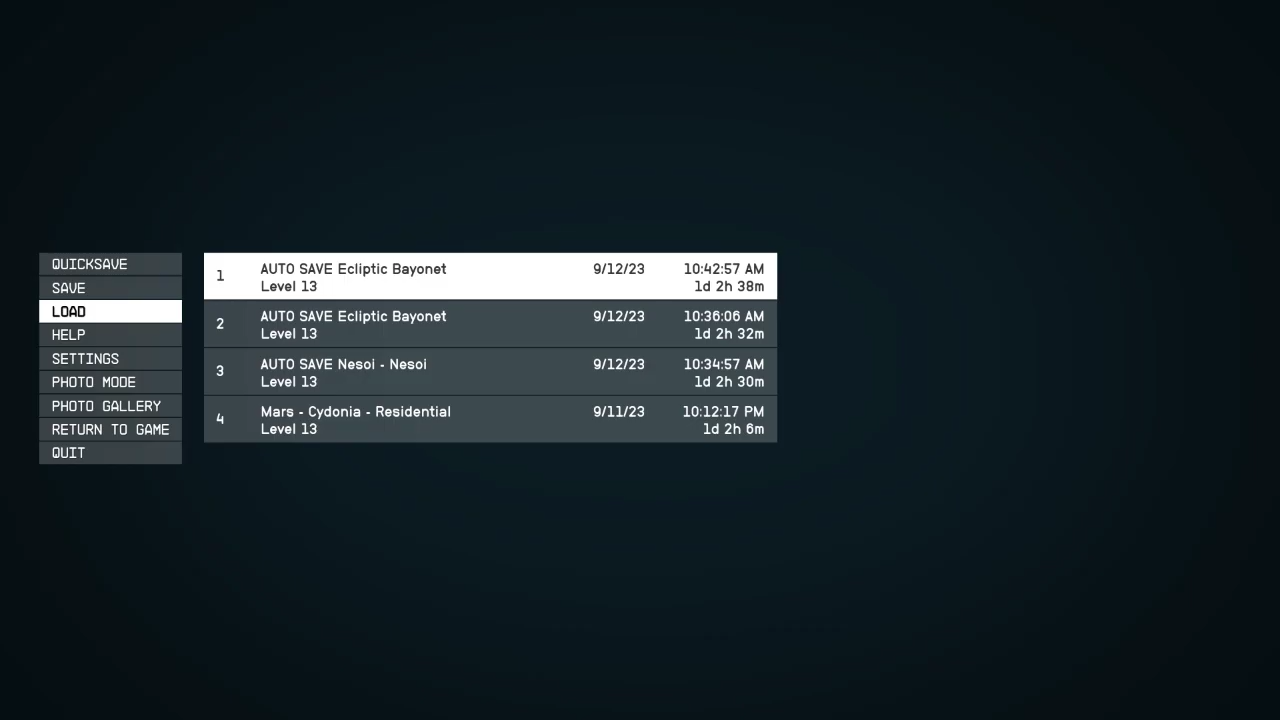 QUICKSAVE
SAVE
LOAD
HELP
SETTINGS
PHOTO MODE
PHOTO GALLERY
RETURN TO GAME
QUIT
1 AUTO SAVE Ecliptic Bayonet 9/12/23 10:42:57 AM
Level 13 1d 2h 38m
2 AUTO SAVE Ecliptic Bayonet 9/12/23 10:36:06 AM
Level 13 1d 2h 32m
3 AUTO SAVE Nesoi - Nesoi 9/12/23 10:34:57 AM
Level 13 1d 2h 30m
4 Mars - Cydonia - Residential 9/11/23 10:12:17 PM
Level 13 1d 2h 6m